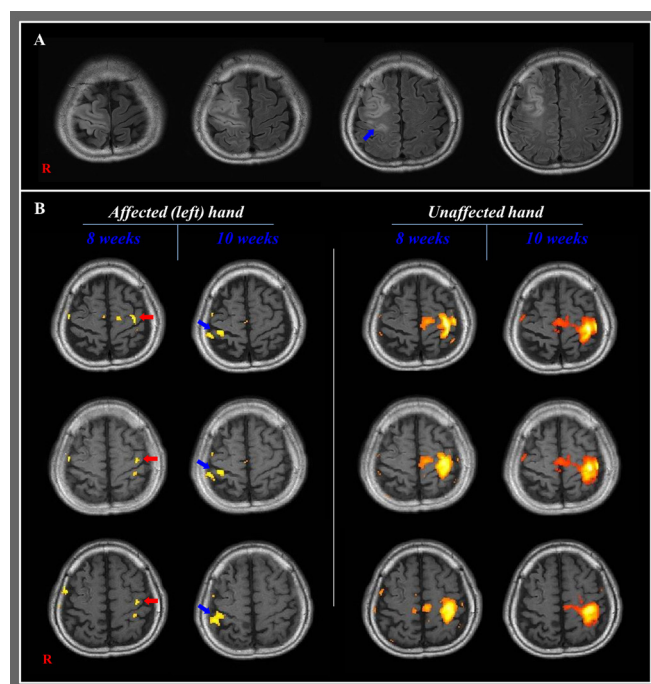 A
R
B
Affected (left) hand
Unaffected hand
8 weeks
10 weeks
8 weeks
10 weeks
R